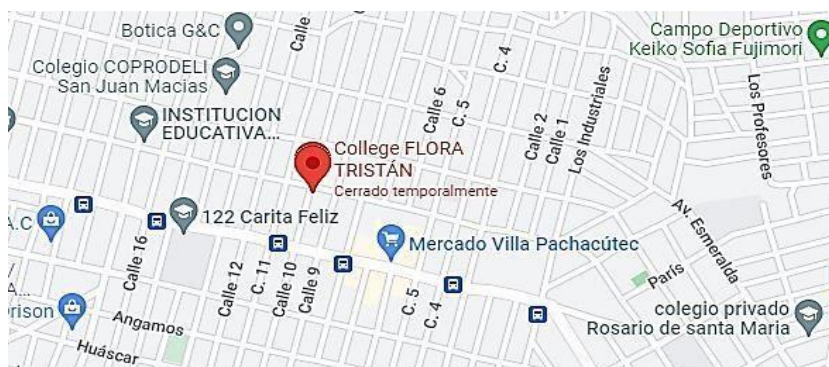 Botica G&C
Calle
Campo Deportivo
Keiko Sofia Fujimori
Colegio COPRODELI
San Juan Macias
C. 4
Calle 6
C. 5
Calle 2
Calle 1
Los Industriales
Los Profesores
INSTITUCION
EDUCATIVA...
College FLORA
TRISTÁN
Cerrado temporalmente
A.C
122 Carita Feliz
Mercado Villa Pachacútec
Av. Esmeralda
París
Calle 16
Calle 12
C. 11
Calle 10
Calle 9
C. 5
C. 4
colegio privado
Rosario de santa Maria
Angamos
Huáscar